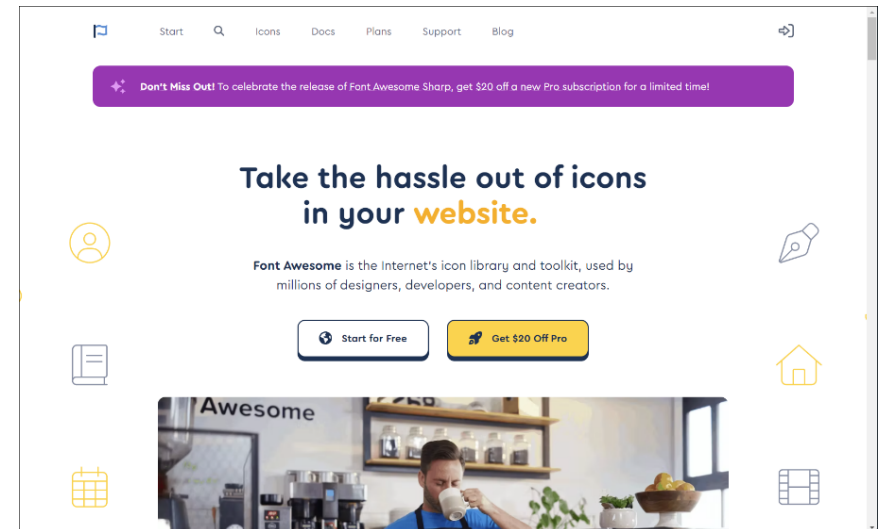 Start
Icons
Docs
Plans
Support
Blog
Don't Miss Out! To celebrate the release of Font Awesome Sharp, get $20 off a new Pro subscription for a limited time!
Take the hassle out of icons
in your website.
Font Awesome is the Internet's icon library and toolkit, used by
millions of designers, developers, and content creators.
Start for Free
Get $20 Off Pro
Awesome